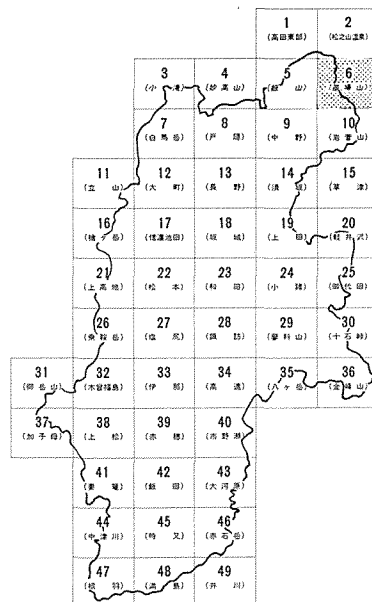 1 2
(高田東部) (松之山温泉)
3 4 5 6
(小滝) (妙高山) (飯山) (苗場山)
7 8 9 10
(白馬岳) (戸隠) (中野) (岩菅山)
11 12 13 14 15
(立山) (大町) (長野) (須坂) (草津)
16 17 18 19 20
(槍ヶ岳) (信濃池田) (坂城) (上田) (軽井沢)
21 22 23 24 25
(上高地) (松本) (和田) (小諸) (御代田)
26 27 28 29 30
(乗鞍岳) (塩尻) (諏訪) (蓼科山) (十石峠)
31 32 33 34 35 36
(御岳山) (木曽福島) (伊那) (高遠) (八ヶ岳) (金峰山)
37 38 39 40
(加子母) (上松) (赤穂) (市野瀬)
41 42 43
(妻籠) (飯田) (大河原)
44 45 46
(中津川) (時又) (赤石岳)
47 48 49
(根羽) (満島) (井川)